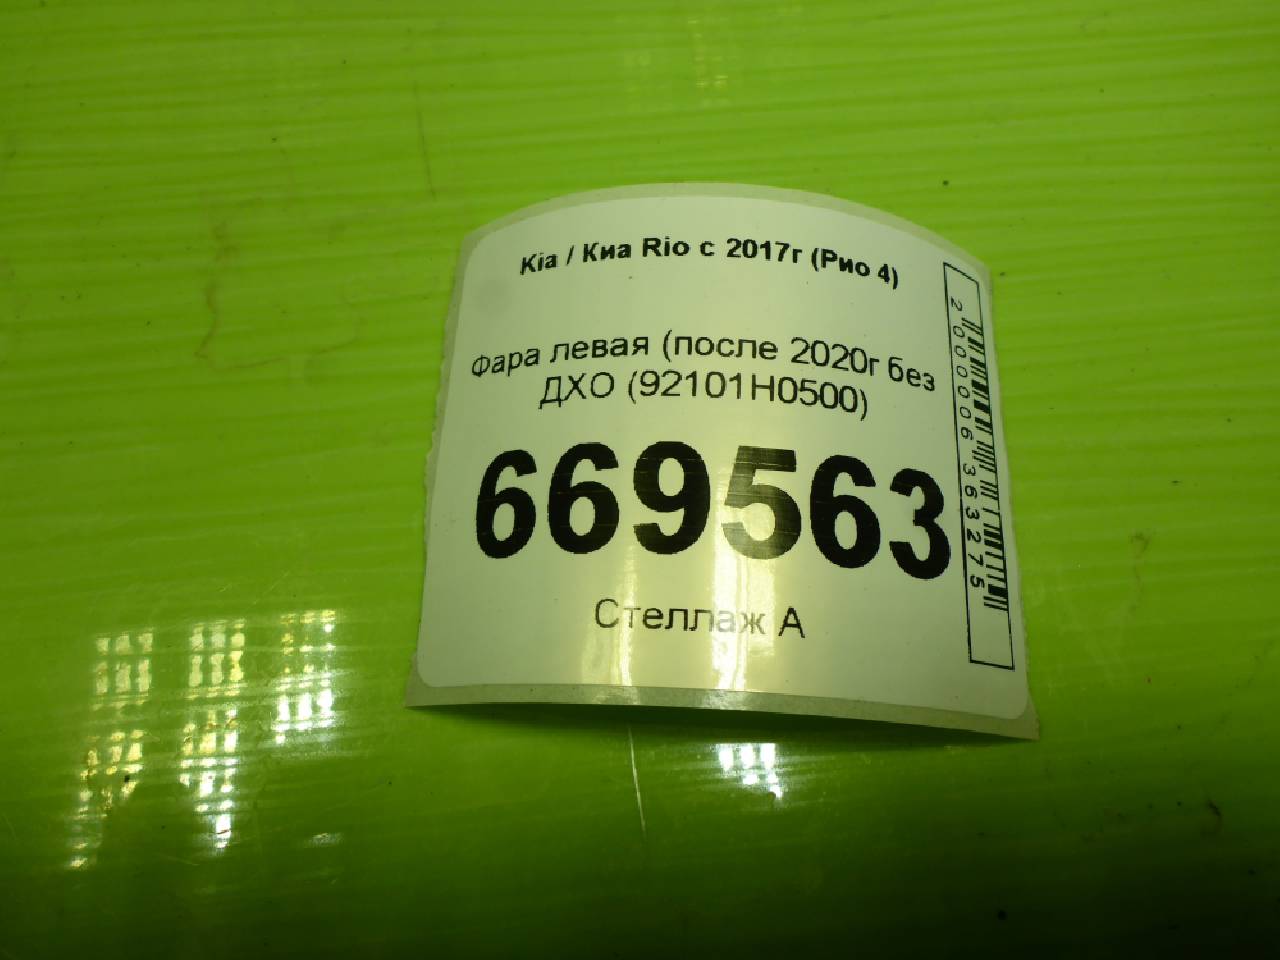 Kia / Киа Rio с 2017г (Рио 4)
Фара левая (после 2020г без
ДХО (92101H0500)
669563
Стеллаж А
2000006363275